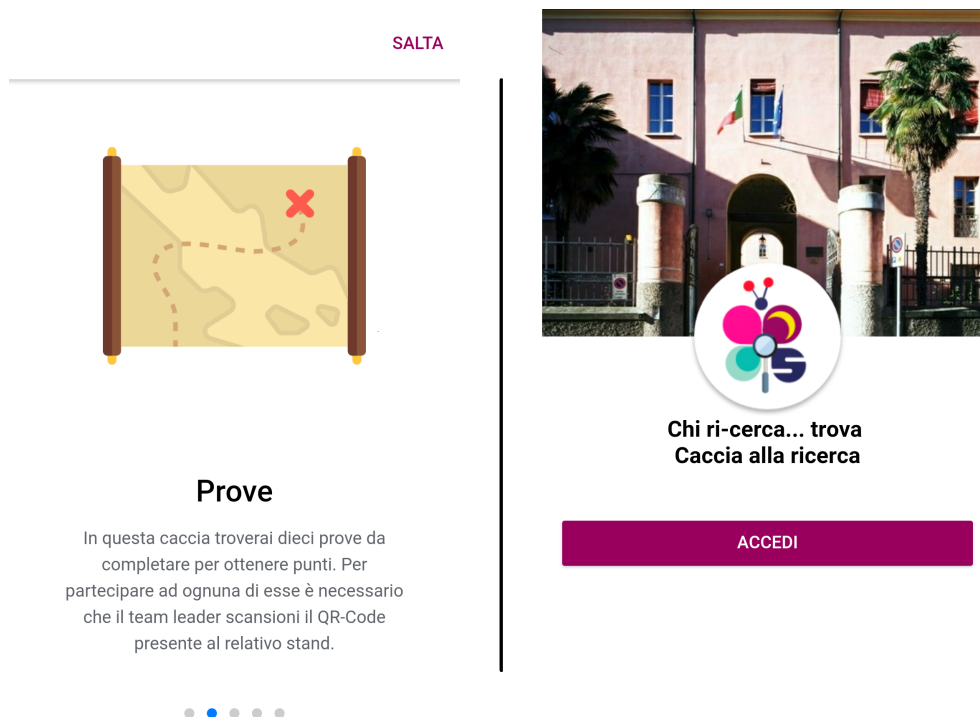 SALTA
Prove
In questa caccia troverai dieci prove da
completare per ottenere punti. Per
partecipare ad ognuna di esse è necessario
che il team leader scansioni il QR-Code
presente al relativo stand.
Chi ri-cerca... trova
Caccia alla ricerca
ACCEDI